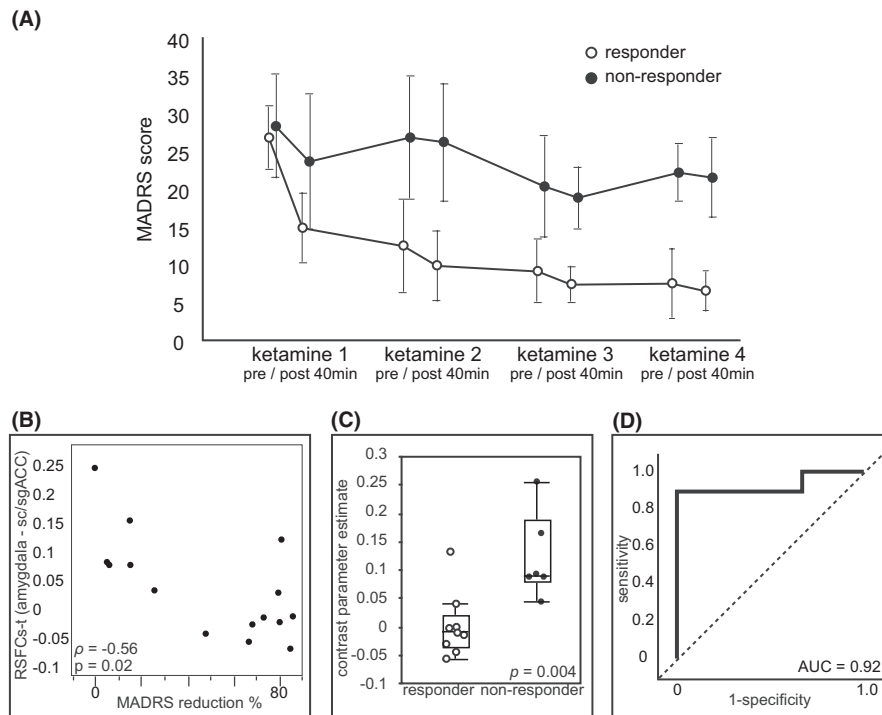 (A)
40
35
30
25
20
15
10
5
0
MADRS score
responder
non-responder
ketamine 1 ketamine 2 ketamine 3 ketamine 4
pre / post 40min pre / post 40min pre / post 40min pre / post 40min
(B)
RSFCs-t (amygdala - sc/sgACC)
0.25
0.2
0.15
0.1
0.05
0
-0.05
-0.1
ρ = -0.56
p = 0.02
0 80
MADRS reduction %
(C)
contrast parameter estimate
0.3
0.25
0.2
0.15
0.1
0.05
0
-0.05
-0.1
p = 0.004
responder non-responder
(D)
sensitivity
1.0
0.8
0.6
0.4
0.2
0
AUC = 0.92
0 1.0
1-specificity